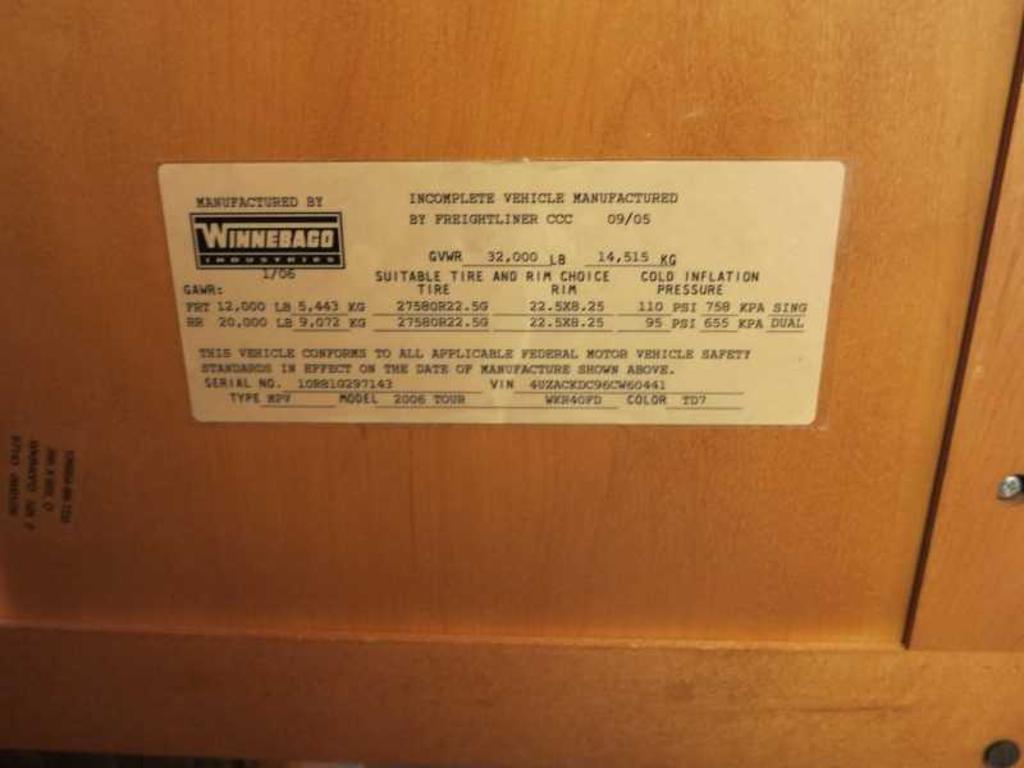 MANUFACTURED BY
WINNEBAGO
INDUSTRIES
1/06
INCOMPLETE VEHICLE MANUFACTURED
BY FREIGHTLINER CCC 09/05
GVWR 32,000 LB 14,515 KG
SUITABLE TIRE AND RIM CHOICE COLD INFLATION
GAWR: TIRE RIM PRESSURE
FRT 12,000 LB 5,443 KG 27580R22.5G 22.5X8.25 110 PSI 758 KPA SING
RR 20,000 LB 9,072 KG 27580R22.5G 22.5X8.25 95 PSI 655 KPA DUAL
THIS VEHICLE CONFORMS TO ALL APPLICABLE FEDERAL MOTOR VEHICLE SAFETY
STANDARDS IN EFFECT ON THE DATE OF MANUFACTURE SHOWN ABOVE.
SERIAL NO. 10RR10297143 VIN 4UZACKDC96CW60441
TYPE MPV MODEL 2006 TOUR WKR40FD COLOR TD7